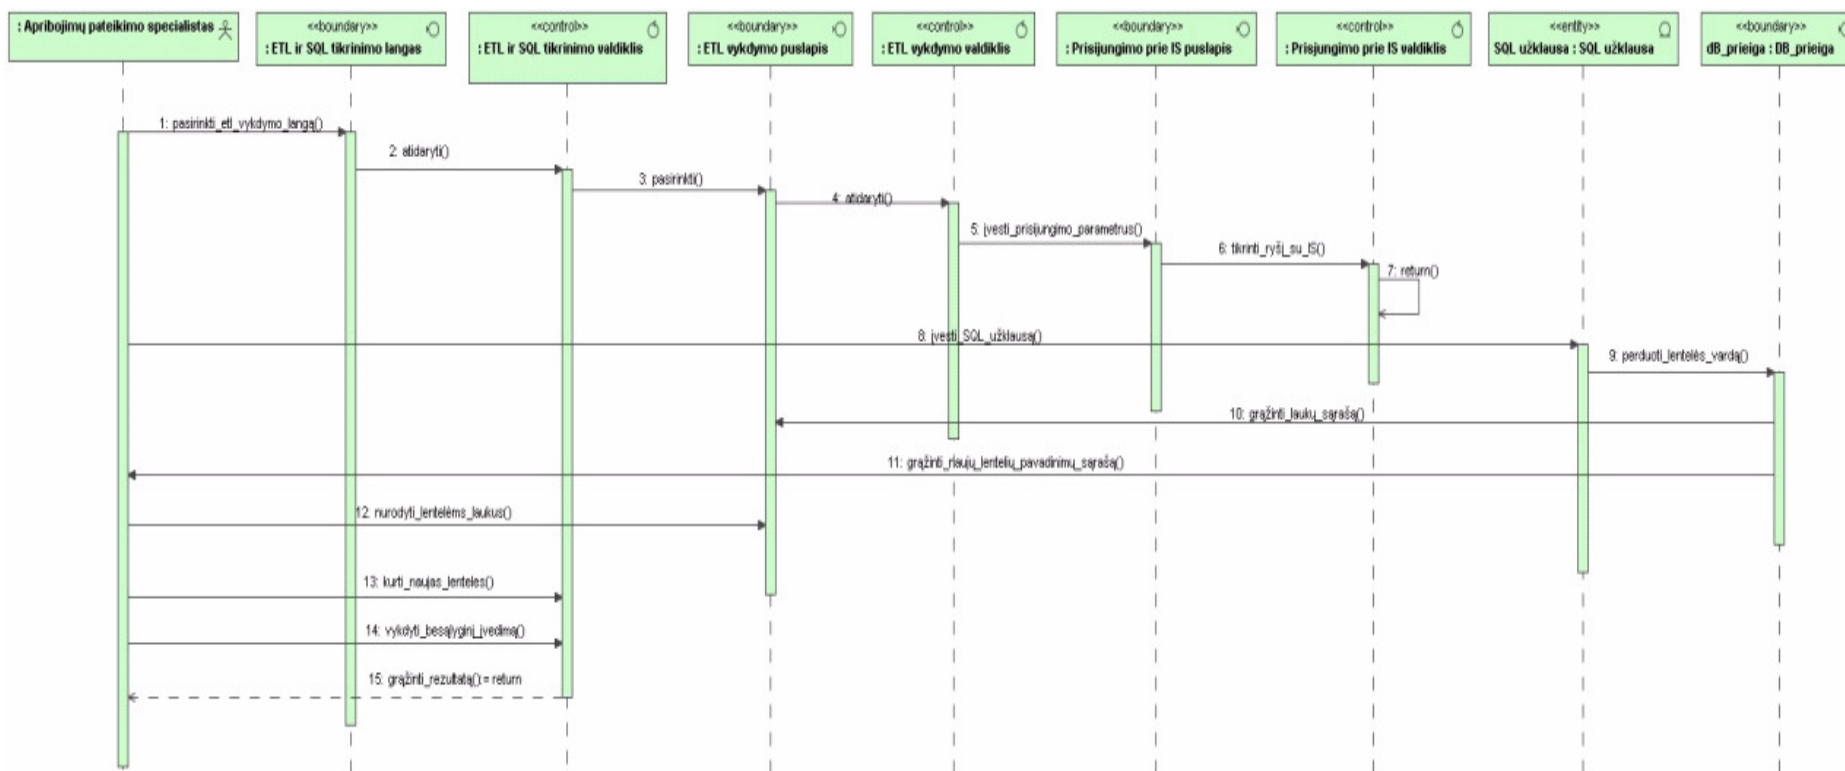 : Apribojimų pateikimo specialistas
<<boundary>>
: ETL ir SQL tikrinimo langas
<<control>>
: ETL ir SQL tikrinimo valdiklis
<<boundary>>
: ETL vykdymo puslapis
<<control>>
: ETL vykdymo valdiklis
<<boundary>>
: Prisijungimo prie IS puslapis
<<control>>
: Prisjungimo prie IS valdiklis
<<entity>>
SQL užklausa : SQL užklausa
<<boundary>>
dB_prieiga : DB_prieiga
1: pasirinkti_etl_vykdymo_langą()
2: atidaryti()
3: pasirinkti()
4: atidaryti()
5: įvesti_prisijungimo_parametrus()
6: tikrinti_ryšį_su_IS()
7: return()
8: įvesti_SQL_užklausą()
9: perduoti_lentelės_vardą()
10: grąžinti_laukų_sąrašą()
11: grąžinti_naujų_lentelių_pavadinimų_sąrašą()
12: nurodyti_lentelėms_laukus()
13: kurti_naujas_lenteles()
14: vykdyti_besąlyginį_įvedimą()
15: grąžinti_rezultatą():= return